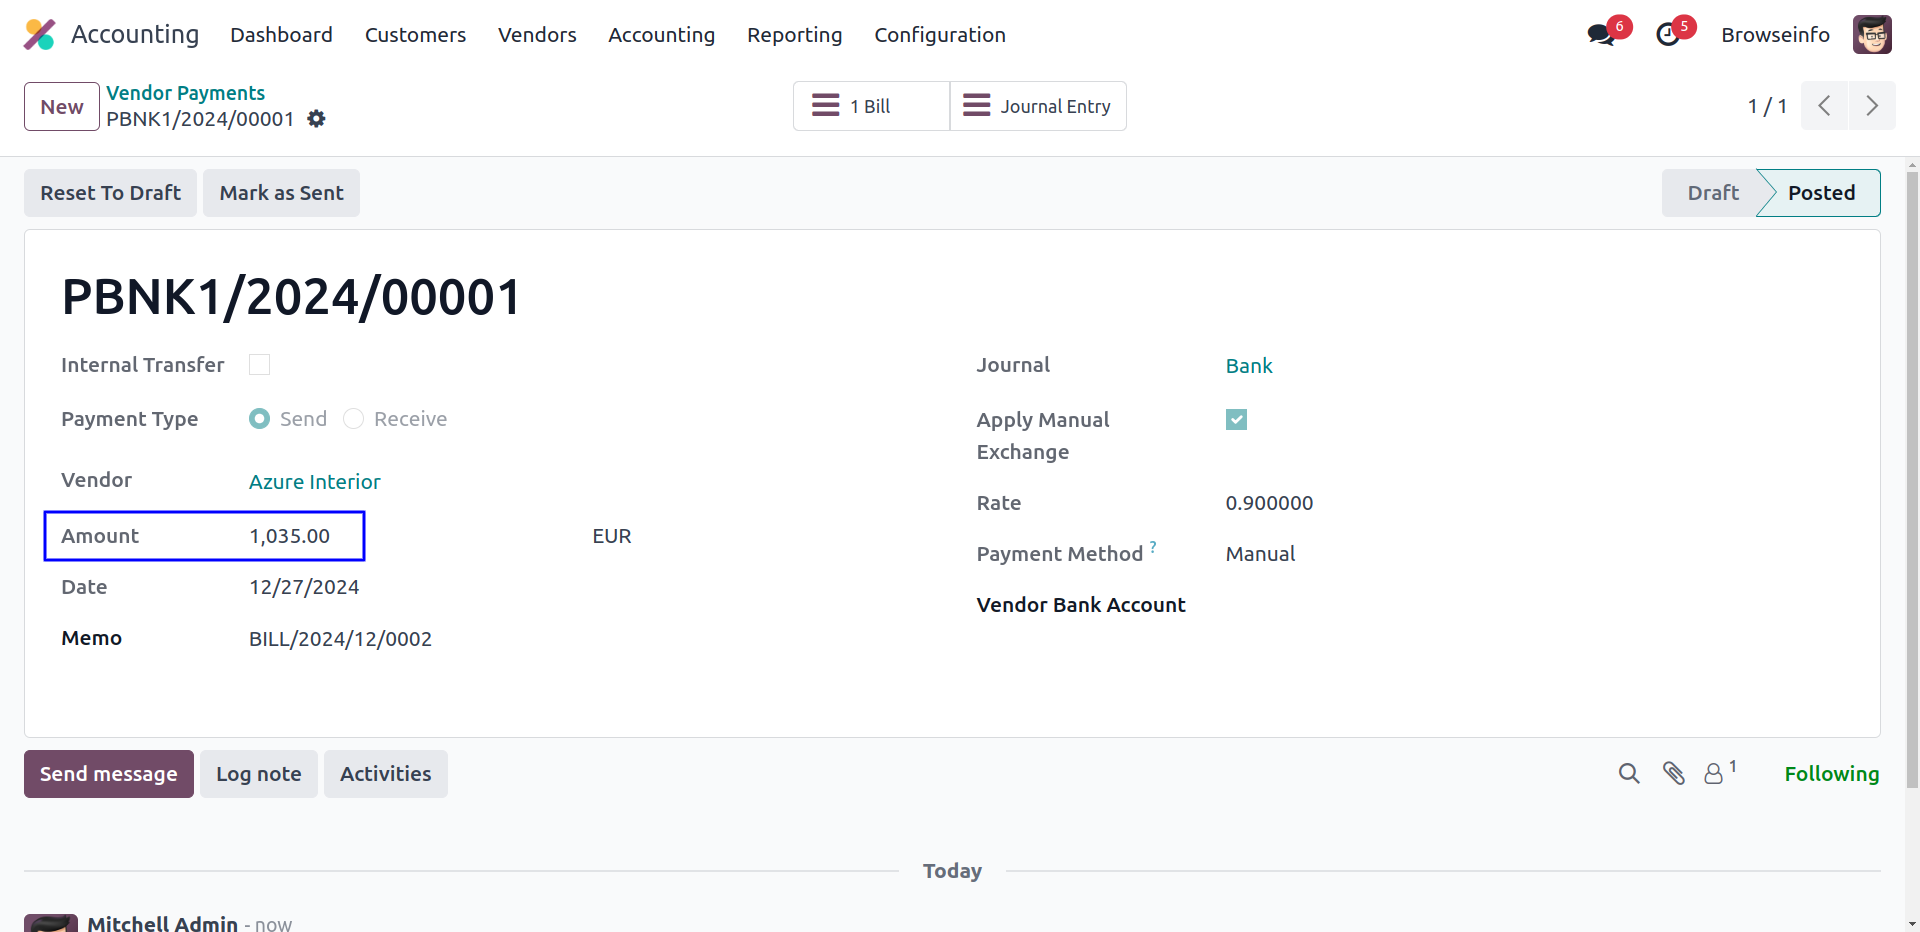 Accounting Dashboard Customers Vendors Accounting Reporting Configuration 6 5 Browseinfo
New Vendor Payments
PBNK1/2024/00001
1 Bill Journal Entry 1 / 1
Reset To Draft Mark as Sent Draft Posted
PBNK1/2024/00001
Internal Transfer Journal Bank
Payment Type Send Receive Apply Manual
Exchange
Vendor Azure Interior
Rate 0.900000
Amount 1,035.00 EUR
Payment Method ? Manual
Date 12/27/2024
Vendor Bank Account
Memo BILL/2024/12/0002
Send message Log note Activities 1 Following
Today
Mitchell Admin - now